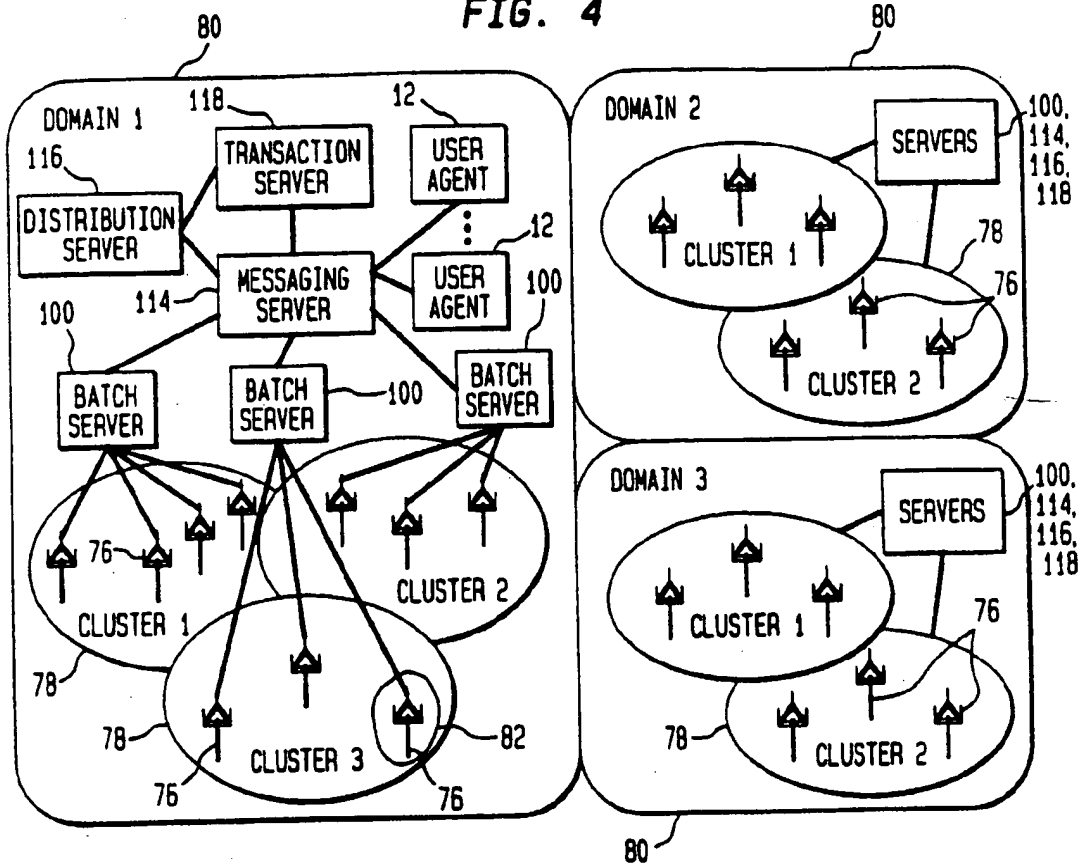 FIG. 4
80
DOMAIN 1
118
TRANSACTION
SERVER
12
USER
AGENT
116
DISTRIBUTION
SERVER
12
USER
AGENT
114
MESSAGING
SERVER
100
BATCH
SERVER
BATCH
SERVER
100
100
BATCH
SERVER
76
CLUSTER 1
78
CLUSTER 2
78
CLUSTER 3
76
76
82
80
DOMAIN 2
SERVERS
100,
114,
116,
118
CLUSTER 1
78
76
CLUSTER 2
DOMAIN 3
SERVERS
100,
114,
116,
118
CLUSTER 1
76
78
CLUSTER 2
80